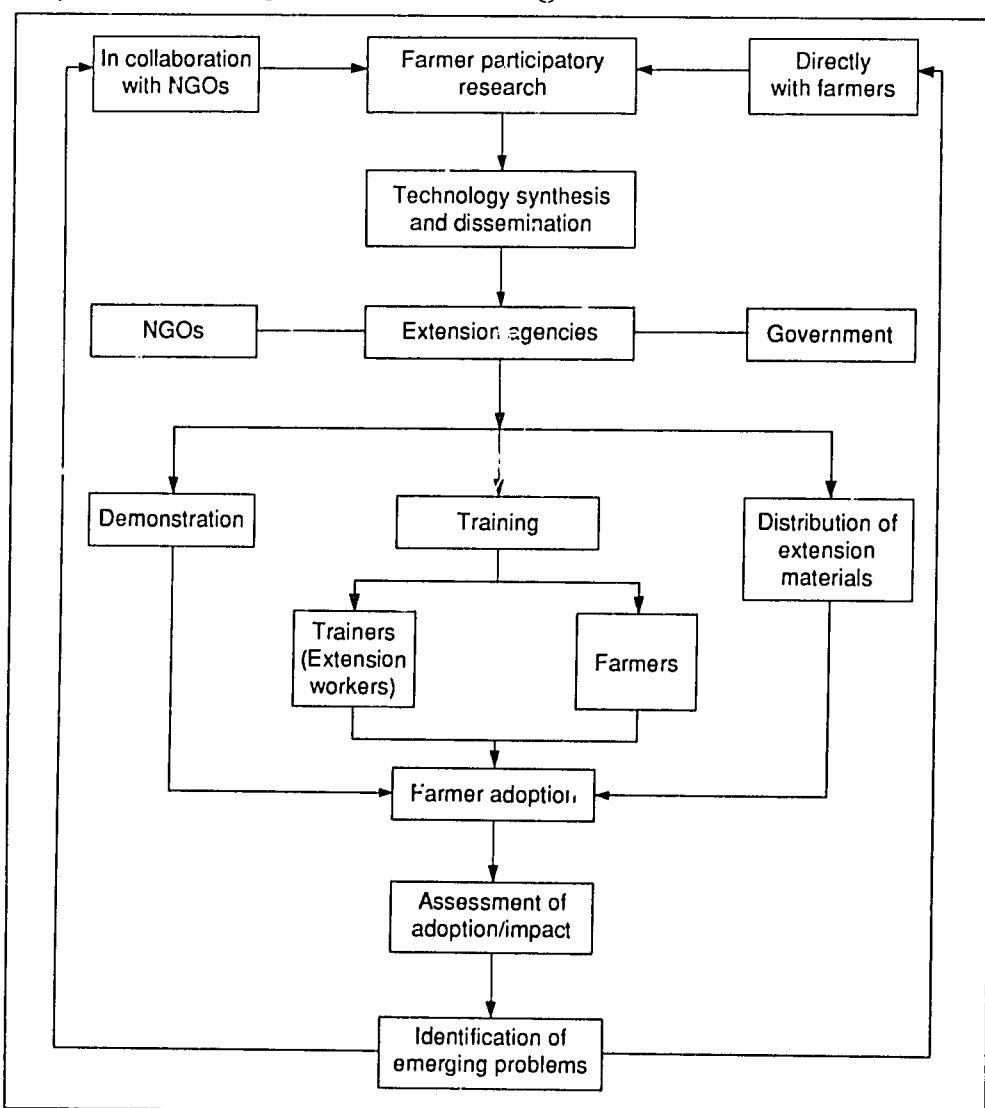 In collaboration
with NGOs
Farmer participatory
research
Directly
with farmers
Technology synthesis
and dissemination
NGOs
Extension agencies
Government
Demonstration
Training
Distribution of
extension
materials
Trainers
(Extension
workers)
Farmers
Farmer adoption
Assessment of
adoption/impact
Identification of
emerging problems